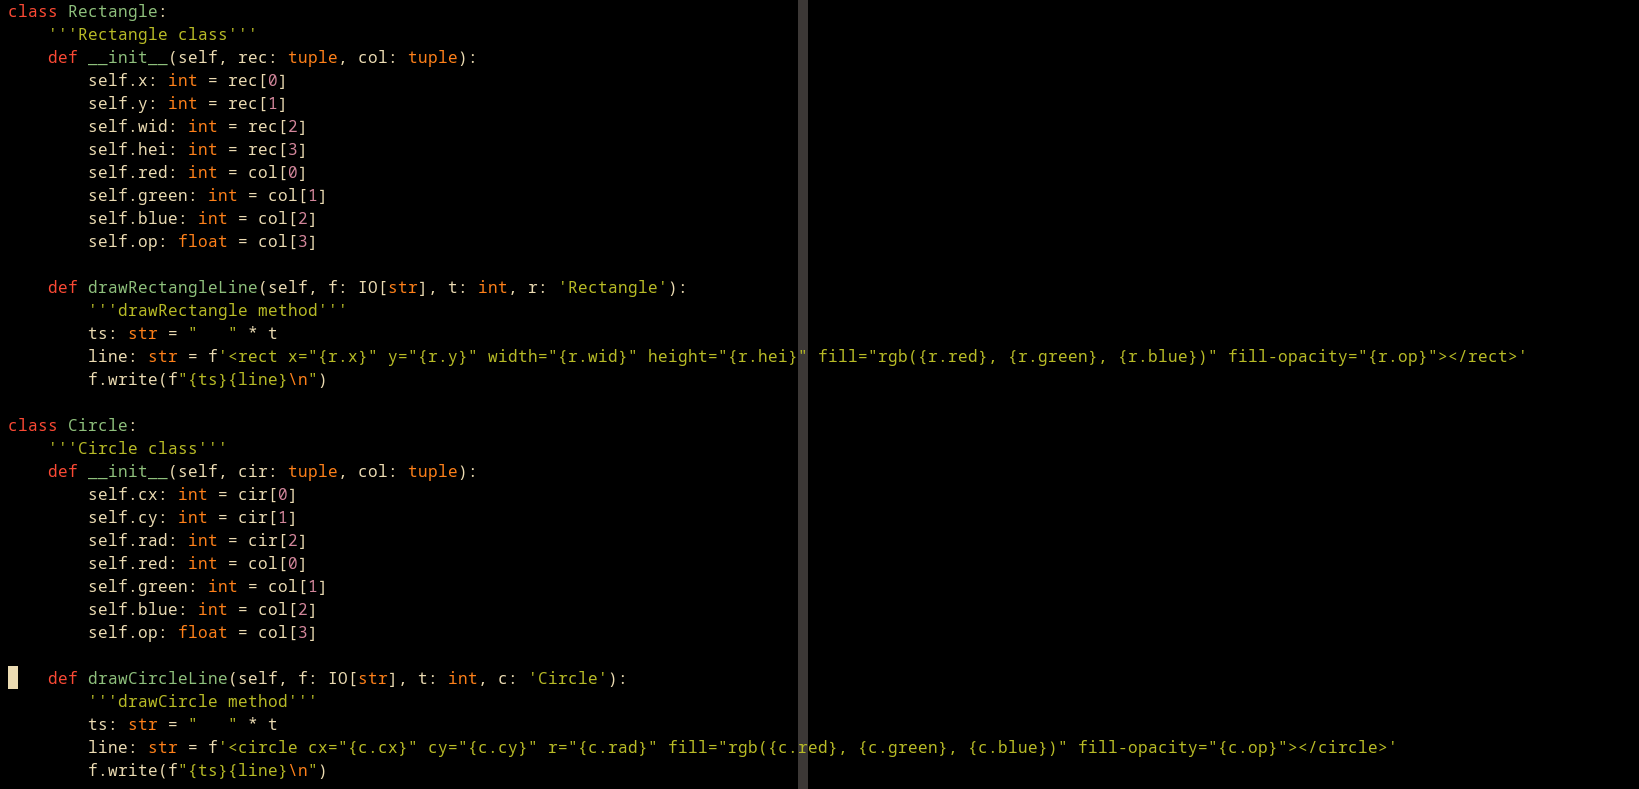 class Rectangle:
    '''Rectangle class'''
    def __init__(self, rec: tuple, col: tuple):
        self.x: int = rec[0]
        self.y: int = rec[1]
        self.wid: int = rec[2]
        self.hei: int = rec[3]
        self.red: int = col[0]
        self.green: int = col[1]
        self.blue: int = col[2]
        self.op: float = col[3]

    def drawRectangleLine(self, f: IO[str], t: int, r: 'Rectangle'):
        '''drawRectangle method'''
        ts: str = "   " * t
        line: str = f'<rect x="{r.x}" y="{r.y}" width="{r.wid}" height="{r.hei}" fill="rgb({r.red}, {r.green}, {r.blue})" fill-opacity="{r.op}"></rect>'
        f.write(f"{ts}{line}\n")

class Circle:
    '''Circle class'''
    def __init__(self, cir: tuple, col: tuple):
        self.cx: int = cir[0]
        self.cy: int = cir[1]
        self.rad: int = cir[2]
        self.red: int = col[0]
        self.green: int = col[1]
        self.blue: int = col[2]
        self.op: float = col[3]

    def drawCircleLine(self, f: IO[str], t: int, c: 'Circle'):
        '''drawCircle method'''
        ts: str = "   " * t
        line: str = f'<circle cx="{c.cx}" cy="{c.cy}" r="{c.rad}" fill="rgb({c.red}, {c.green}, {c.blue})" fill-opacity="{c.op}"></circle>'
        f.write(f"{ts}{line}\n")